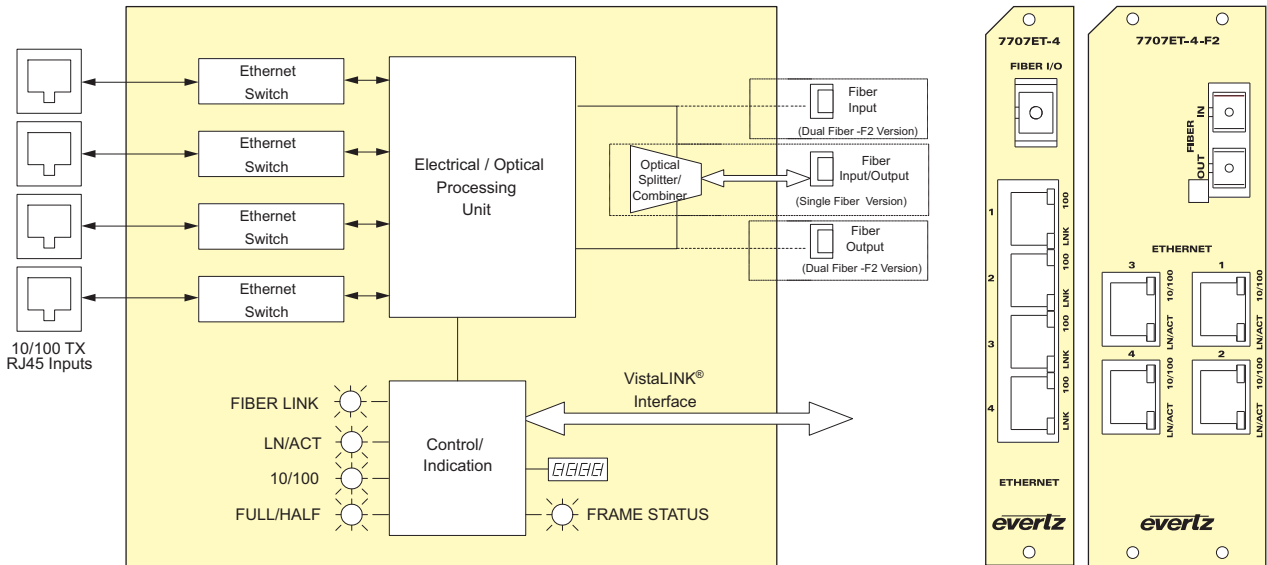 Ethernet
Switch
Ethernet
Switch
Ethernet
Switch
Ethernet
Switch
10/100 TX
RJ45 Inputs
Electrical / Optical
Processing
Unit
Optical
Splitter/
Combiner
Fiber
Input
(Dual Fiber -F2 Version)
Fiber
Input/Output
(Single Fiber Version)
Fiber
Output
(Dual Fiber -F2 Version)
VistaLINK®
Interface
FIBER LINK
LN/ACT
10/100
FULL/HALF
Control/
Indication
8888
FRAME STATUS
7707ET-4
FIBER I/O
1
100
LNK
2
100
LNK
3
100
LNK
4
100
LNK
ETHERNET
evertz
7707ET-4-F2
FIBER
IN
OUT
ETHERNET
3
LN/ACT 10/100
1
LN/ACT 10/100
4
LN/ACT 10/100
2
LN/ACT 10/100
evertz